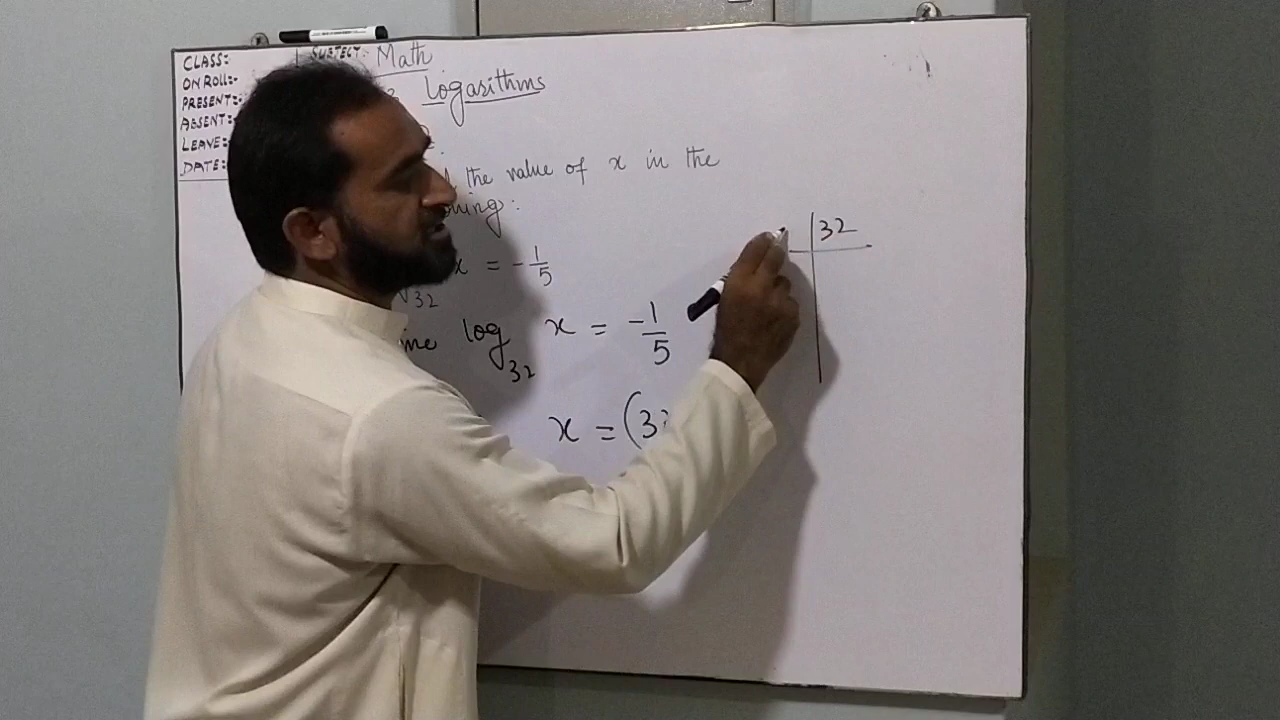 CLASS:
SUBJECT: Math
ON ROLL:-
PRESENT:-
Logarithms
ABSENT:
LEAVE:
DATE:
the value of x in the
x = -1/5
32
log32 x = -1/5
x = (3
32